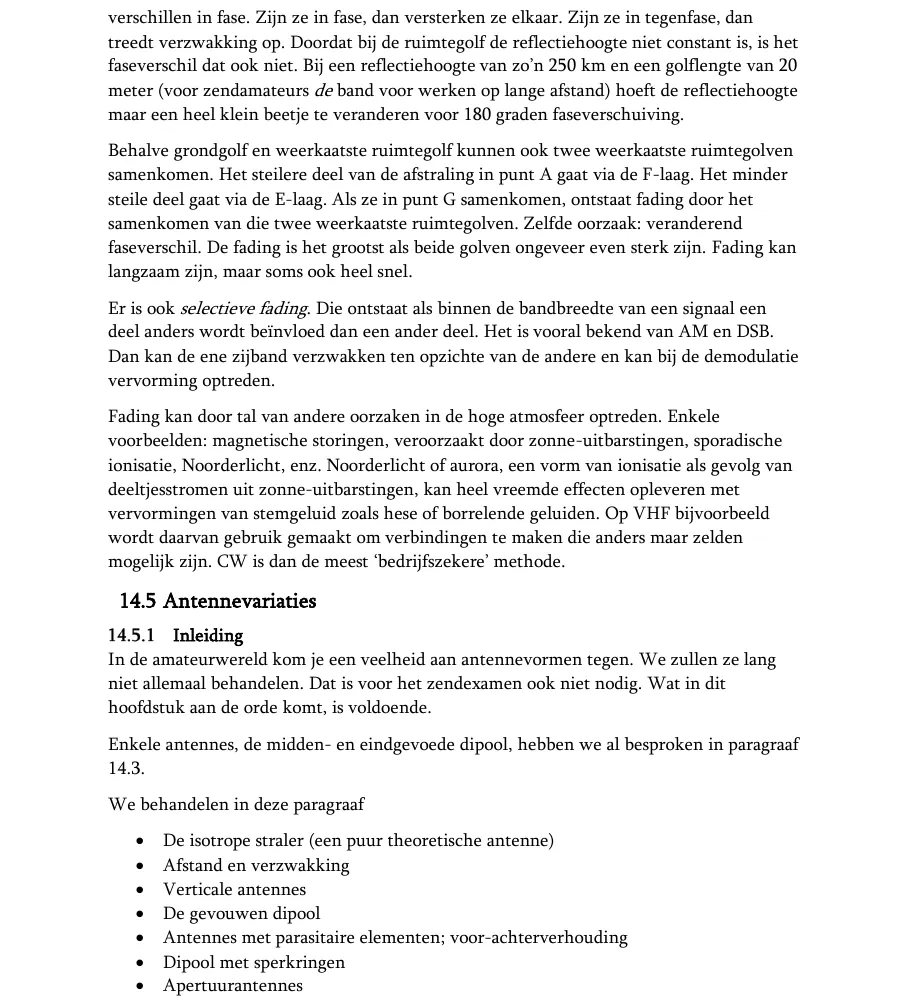 verschillen in fase. Zijn ze in fase, dan versterken ze elkaar. Zijn ze in tegenfase, dan
treedt verzwakking op. Doordat bij de ruimtegolf de reflectiehoogte niet constant is, is het
faseverschil dat ook niet. Bij een reflectiehoogte van zo’n 250 km en een golflengte van 20
meter (voor zendamateurs de band voor werken op lange afstand) hoeft de reflectiehoogte
maar een heel klein beetje te veranderen voor 180 graden faseverschuiving.
Behalve grondgolf en weerkaatste ruimtegolf kunnen ook twee weerkaatste ruimtegolven
samenkomen. Het steilere deel van de afstraling in punt A gaat via de F-laag. Het minder
steile deel gaat via de E-laag. Als ze in punt G samenkomen, ontstaat fading door het
samenkomen van die twee weerkaatste ruimtegolven. Zelfde oorzaak: veranderend
faseverschil. De fading is het grootst als beide golven ongeveer even sterk zijn. Fading kan
langzaam zijn, maar soms ook heel snel.
Er is ook selectieve fading. Die ontstaat als binnen de bandbreedte van een signaal een
deel anders wordt beïnvloed dan een ander deel. Het is vooral bekend van AM en DSB.
Dan kan de ene zijband verzwakken ten opzichte van de andere en kan bij de demodulatie
vervorming optreden.
Fading kan door tal van andere oorzaken in de hoge atmosfeer optreden. Enkele
voorbeelden: magnetische storingen, veroorzaakt door zonne-uitbarstingen, sporadische
ionisatie, Noorderlicht, enz. Noorderlicht of aurora, een vorm van ionisatie als gevolg van
deeltjesstromen uit zonne-uitbarstingen, kan heel vreemde effecten opleveren met
vervormingen van stemgeluid zoals hese of borrelende geluiden. Op VHF bijvoorbeeld
wordt daarvan gebruik gemaakt om verbindingen te maken die anders maar zelden
mogelijk zijn. CW is dan de meest ‘bedrijfszekere’ methode.
14.5 Antennevariaties
14.5.1 Inleiding
In de amateurwereld kom je een veelheid aan antennevormen tegen. We zullen ze lang
niet allemaal behandelen. Dat is voor het zendexamen ook niet nodig. Wat in dit
hoofdstuk aan de orde komt, is voldoende.
Enkele antennes, de midden- en eindgevoede dipool, hebben we al besproken in paragraaf
14.3.
We behandelen in deze paragraaf
• De isotrope straler (een puur theoretische antenne)
• Afstand en verzwakking
• Verticale antennes
• De gevouwen dipool
• Antennes met parasitaire elementen; voor-achterverhouding
• Dipool met sperkringen
• Apertuurantennes